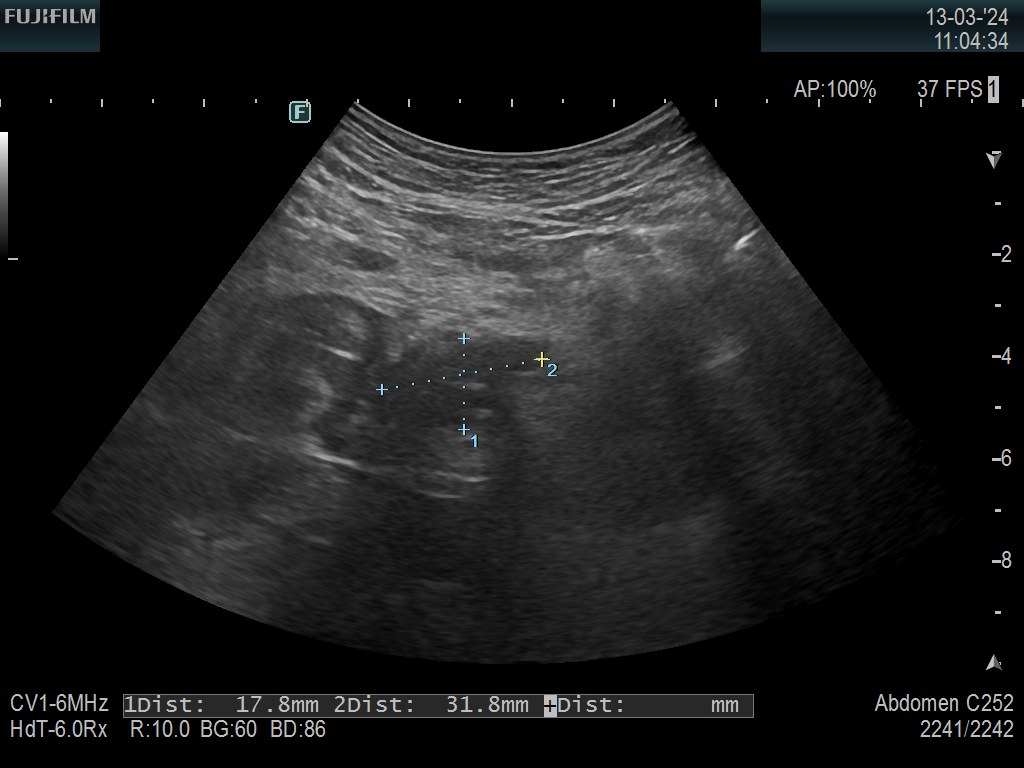 FUJIFILM
13-03-'24
11:04:34
AP:100% 37 FPS 1
F
2
4
2
1
6
8
CV1-6MHz 1Dist: 17.8mm 2Dist: 31.8mm +Dist: mm Abdomen C252
HdT-6.0Rx R:10.0 BG:60 BD:86 2241/2242